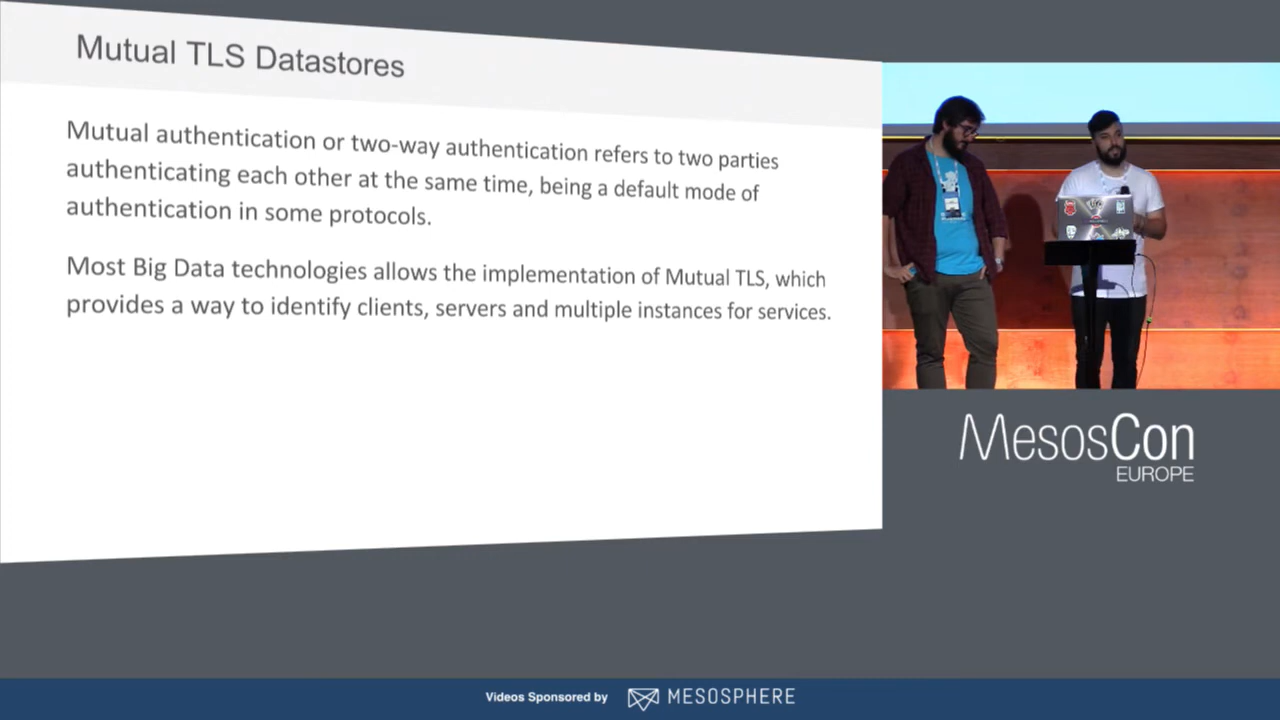 Mutual TLS Datastores
Mutual authentication or two-way authentication refers to two parties
authenticating each other at the same time, being a default mode of
authentication in some protocols.
Most Big Data technologies allows the implementation of Mutual TLS, which
provides a way to identify clients, servers and multiple instances for services.
MesosCon
EUROPE
Videos Sponsored by MESOSPHERE